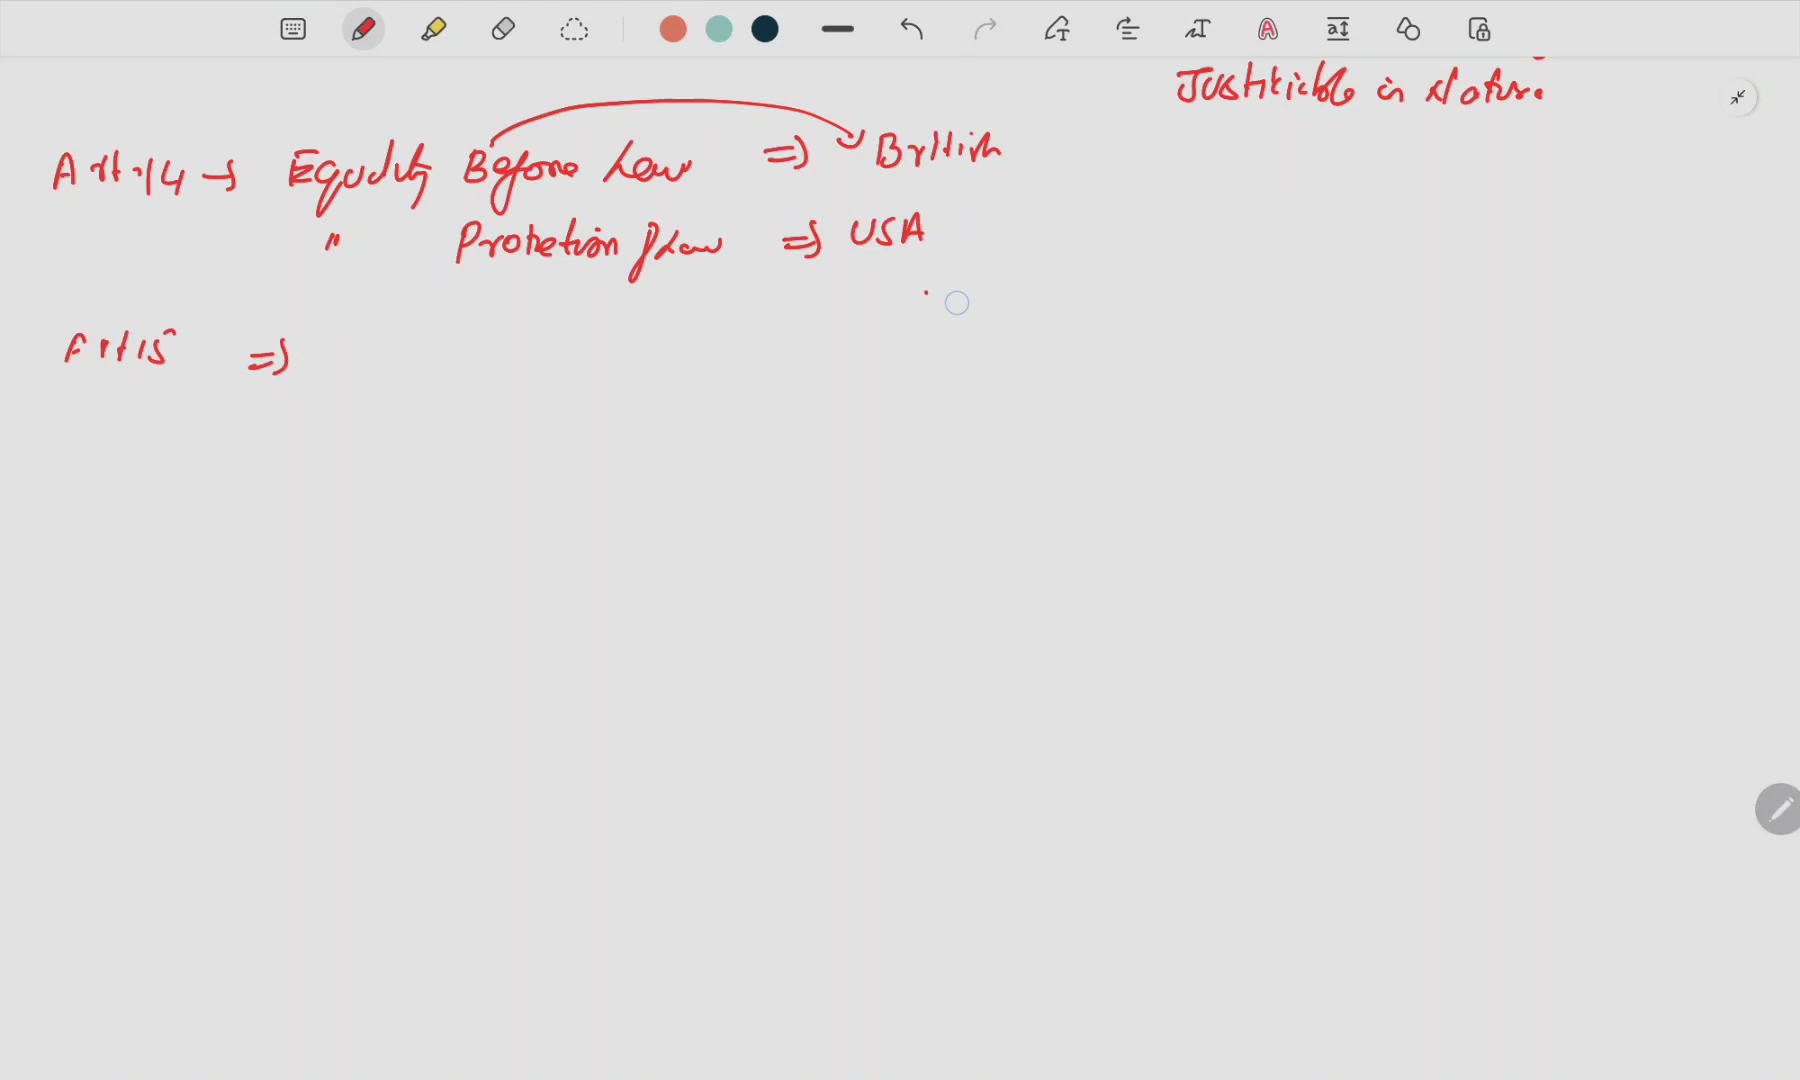 Justiciable in Nature.
Art.14 → Equality Before Law ⇒ British
" Protection of Law ⇒ USA
Art 15 ⇒